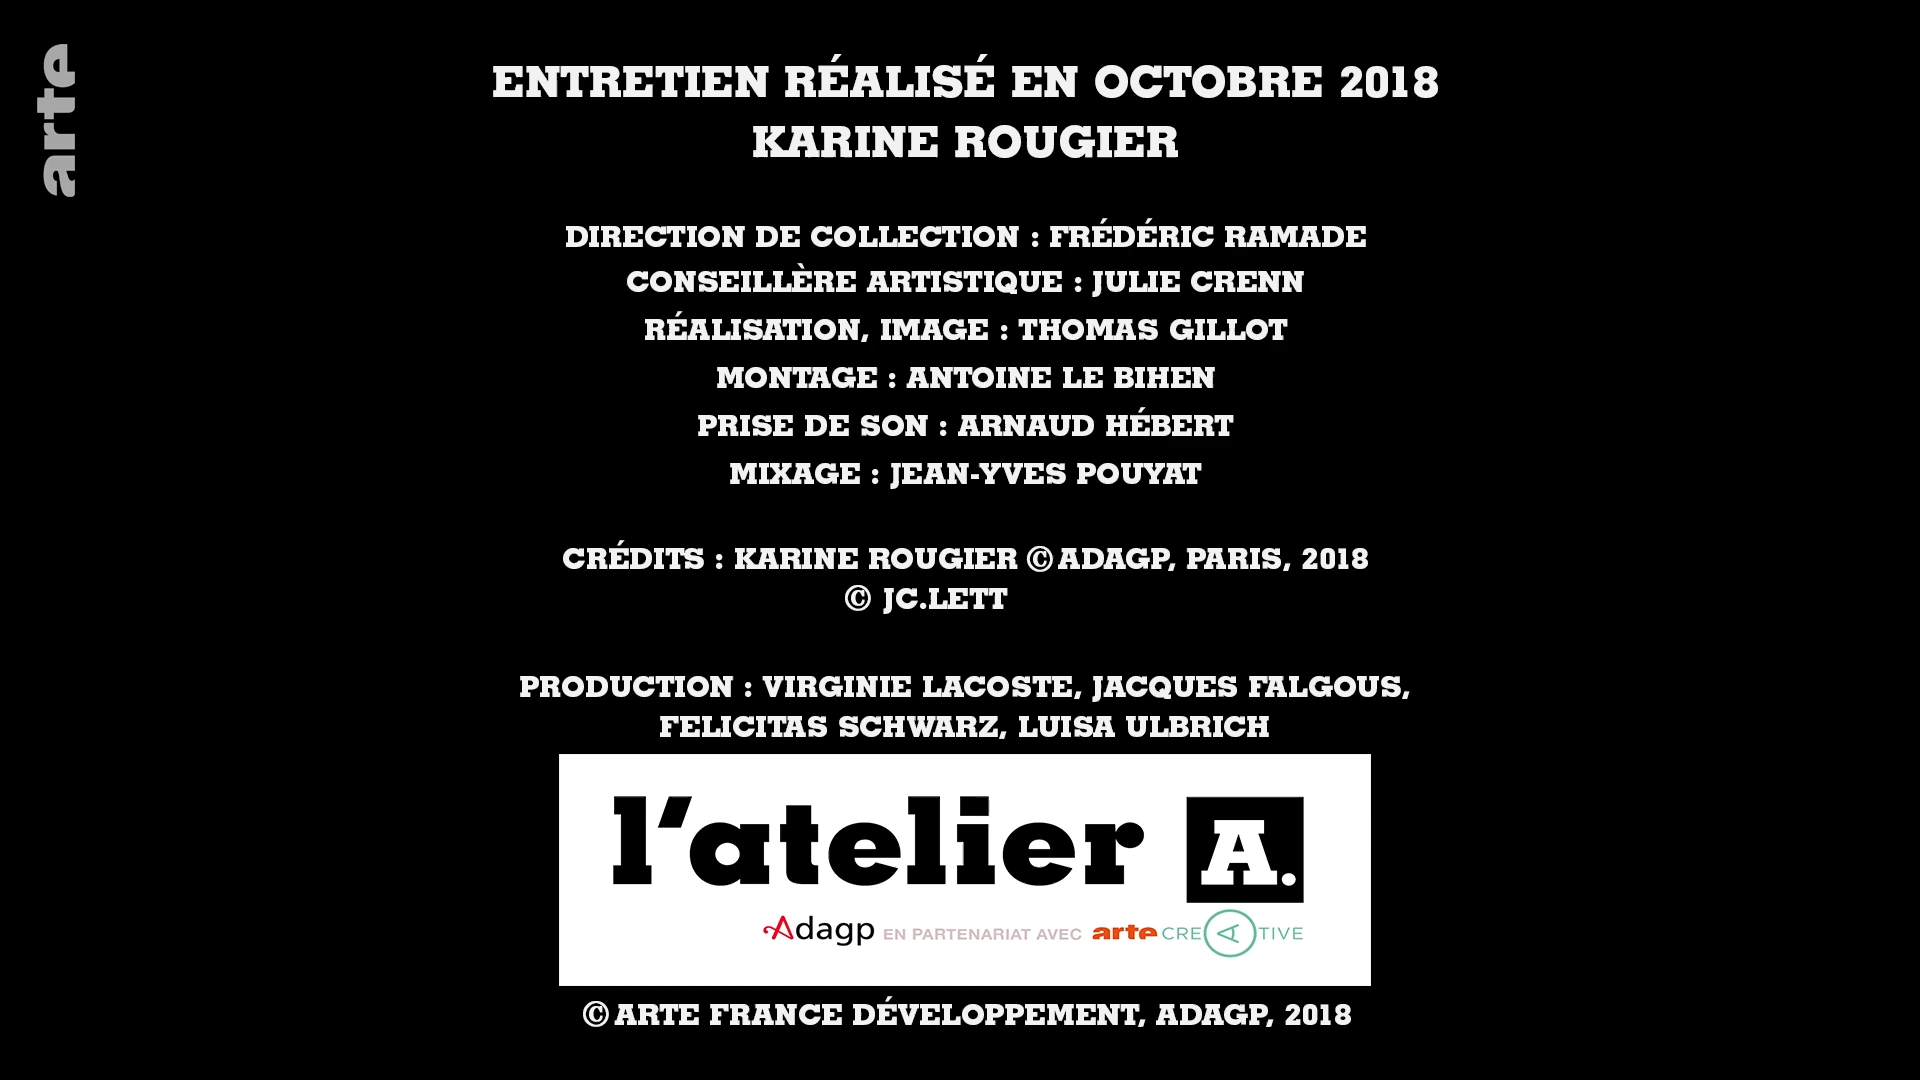 arte
ENTRETIEN RÉALISÉ EN OCTOBRE 2018
KARINE ROUGIER
DIRECTION DE COLLECTION : FRÉDÉRIC RAMADE
CONSEILLÈRE ARTISTIQUE : JULIE CRENN
RÉALISATION, IMAGE : THOMAS GILLOT
MONTAGE : ANTOINE LE BIHEN
PRISE DE SON : ARNAUD HÉBERT
MIXAGE : JEAN-YVES POUYAT
CRÉDITS : KARINE ROUGIER © ADAGP, PARIS, 2018
© JC.LETT
PRODUCTION : VIRGINIE LACOSTE, JACQUES FALGOUS,
FELICITAS SCHWARZ, LUISA ULBRICH
l'atelier A.
Adagp EN PARTENARIAT AVEC arte CREATIVE
© ARTE FRANCE DÉVELOPPEMENT, ADAGP, 2018